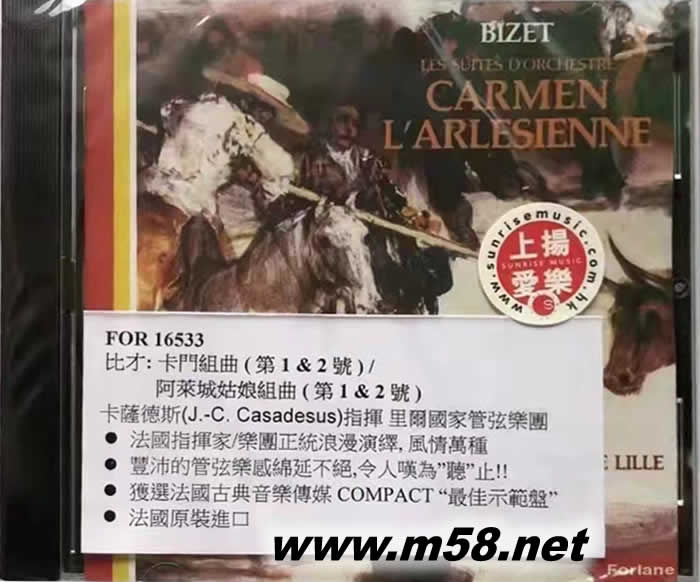 BIZET
LES SUITES D'ORCHESTRE
CARMEN
L'ARLESIENNE
www.sunrisemusic.com.hk
上揚
SUNRISE MUSIC
愛樂
S
FOR 16533
比才: 卡門組曲 ( 第 1 & 2 號 ) /
阿萊城姑娘組曲 ( 第 1 & 2 號 )
卡薩德斯(J.-C. Casadesus)指揮 里爾國家管弦樂團
● 法國指揮家/樂團正統浪漫演繹, 風情萬種
● 豐沛的管弦樂感綿延不絕,令人嘆為”聽”止!!
● 獲選法國古典音樂傳媒 COMPACT “最佳示範盤”
● 法國原裝進口
E LILLE
www.m58.net
Forlane